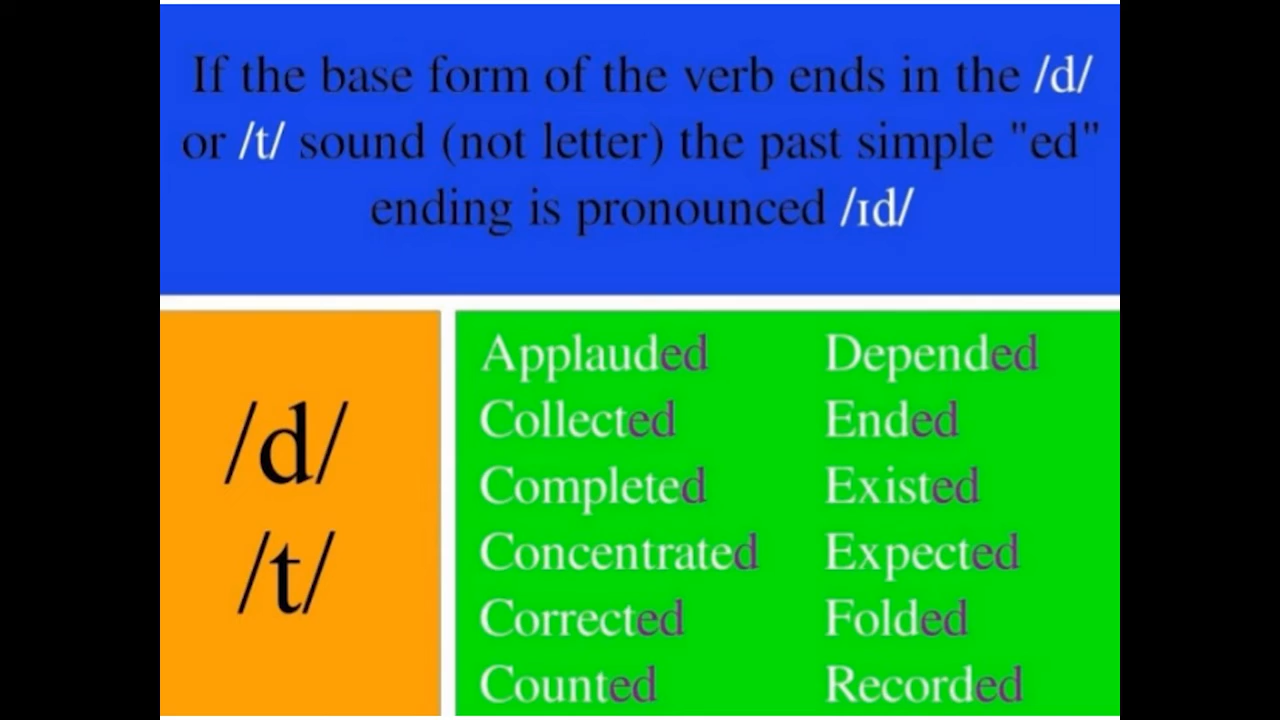 If the base form of the verb ends in the /d/
or /t/ sound (not letter) the past simple "ed"
ending is pronounced /ɪd/
/d/
/t/
Applauded
Collected
Completed
Concentrated
Corrected
Counted
Depended
Ended
Existed
Expected
Folded
Recorded